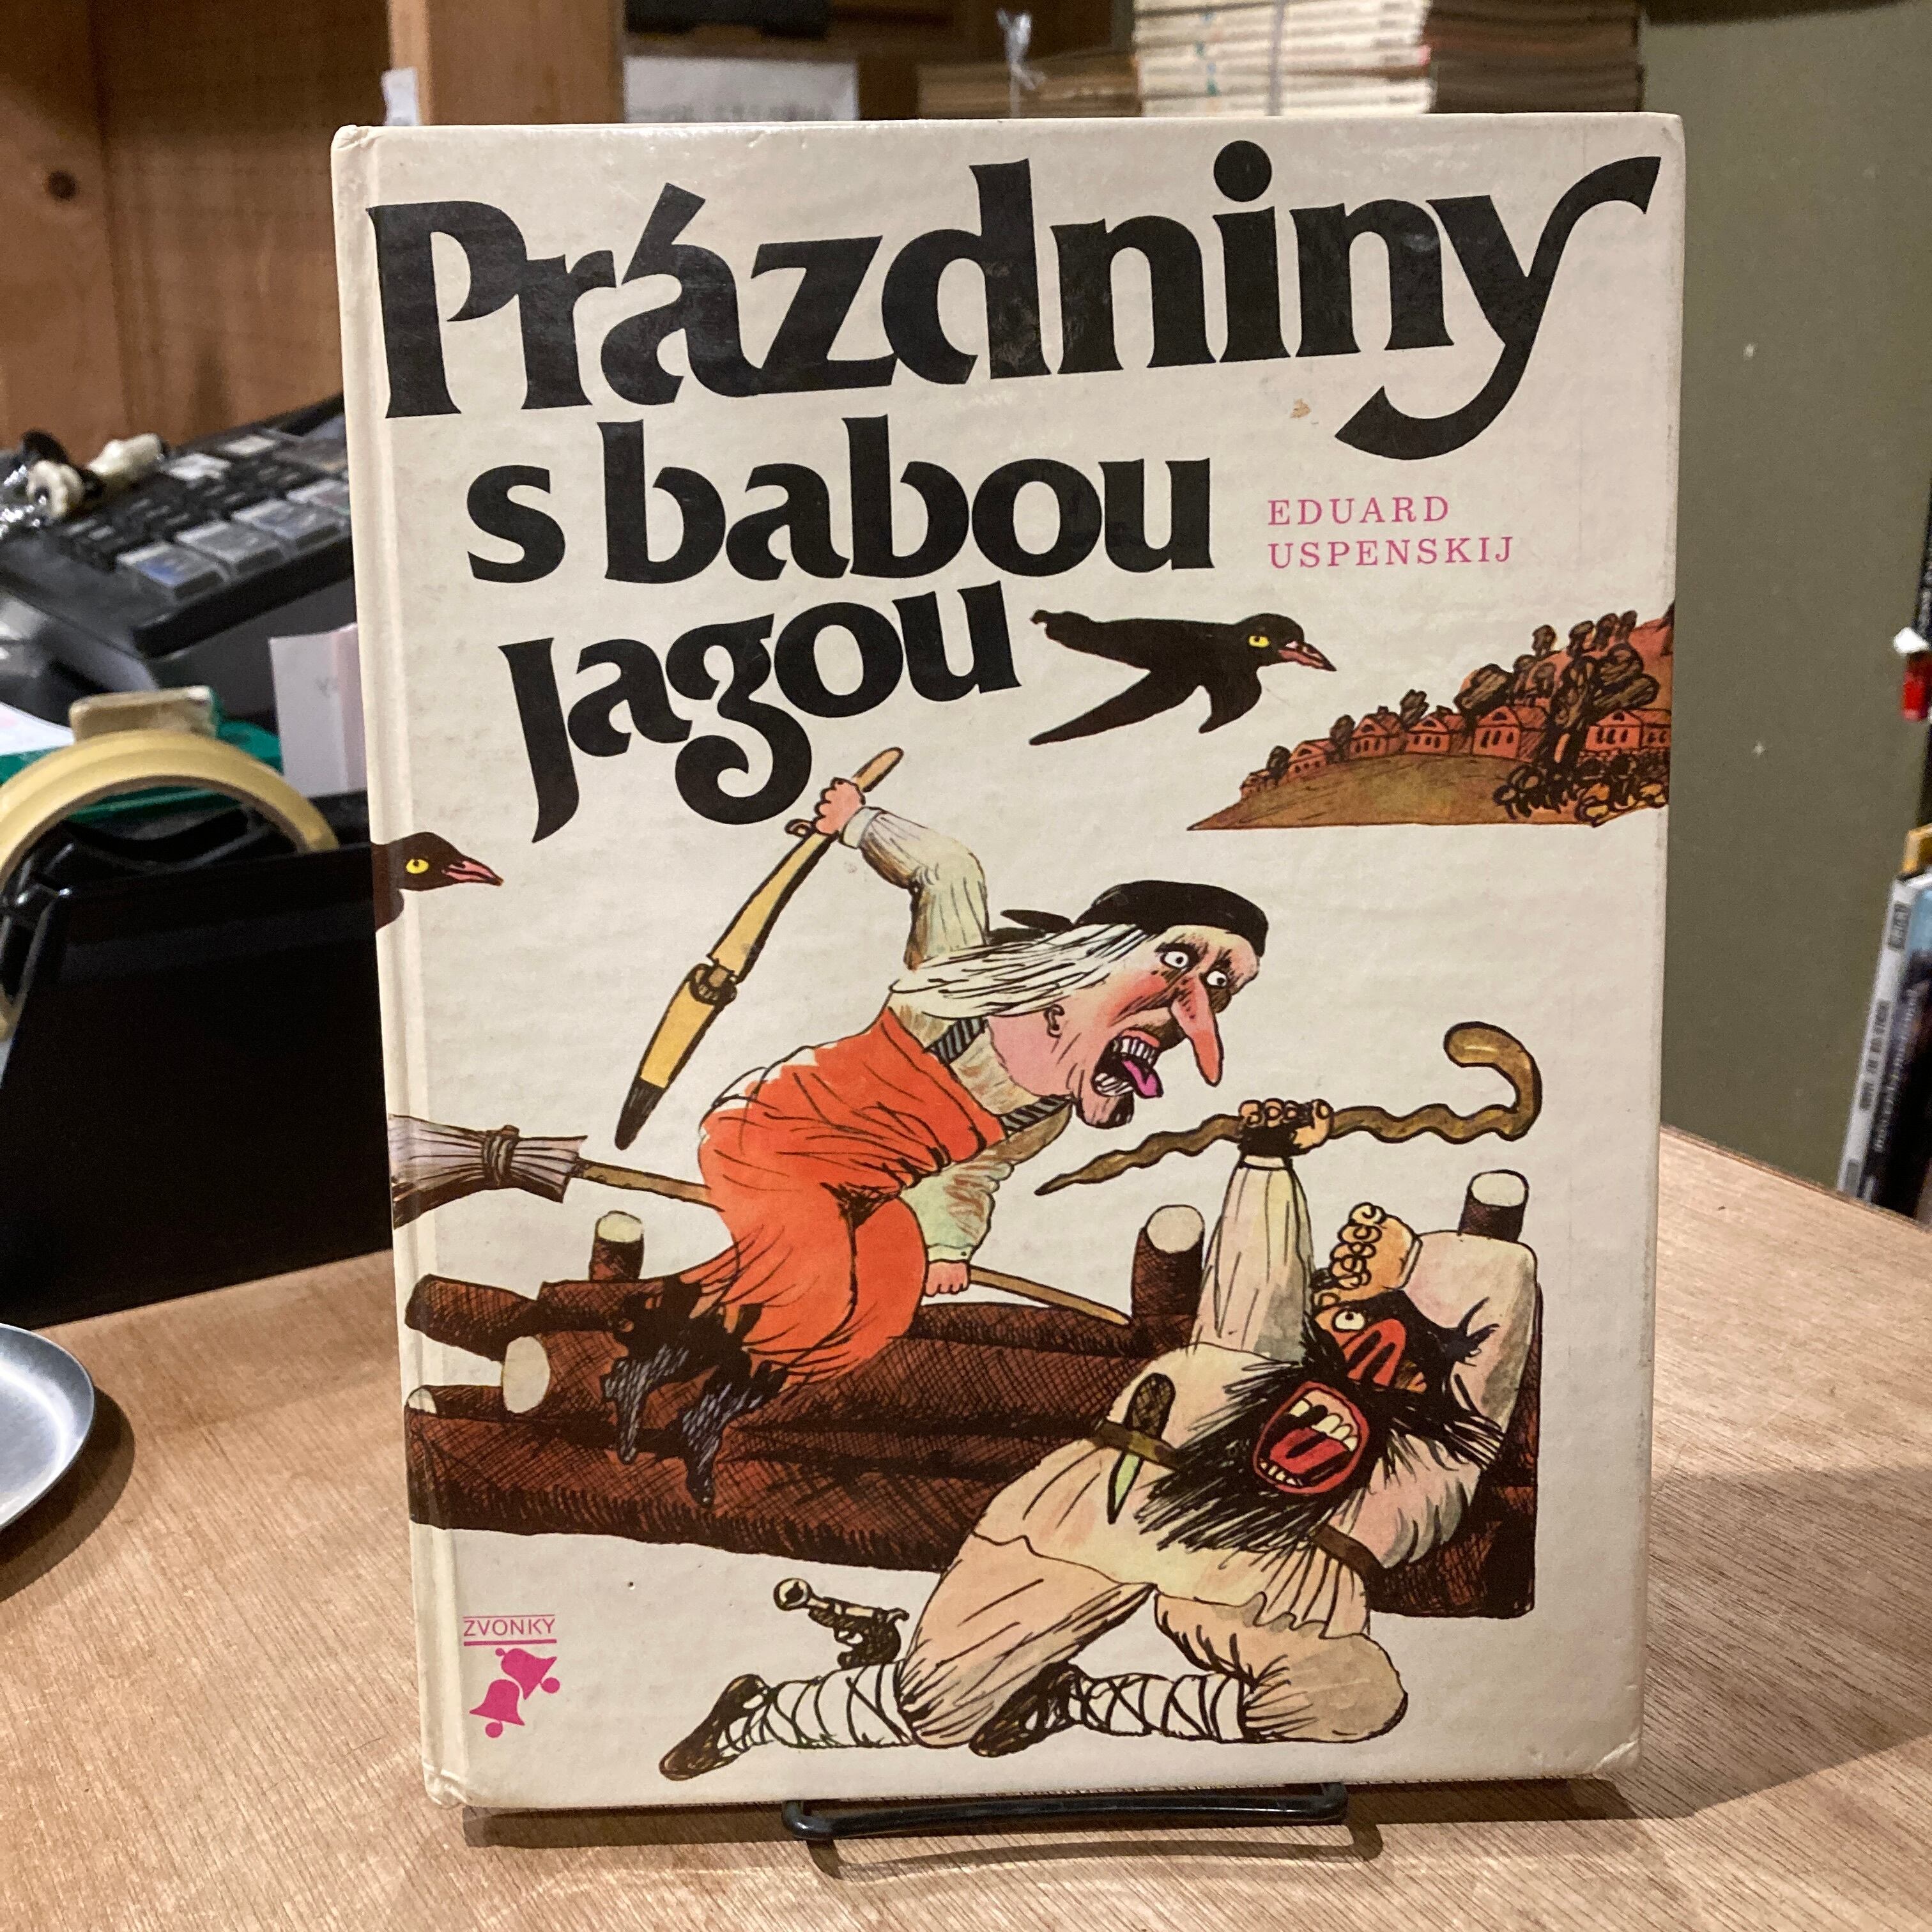 Prázdniny
s babou
Jagou
EDUARD
USPENSKIJ
ZVONKY